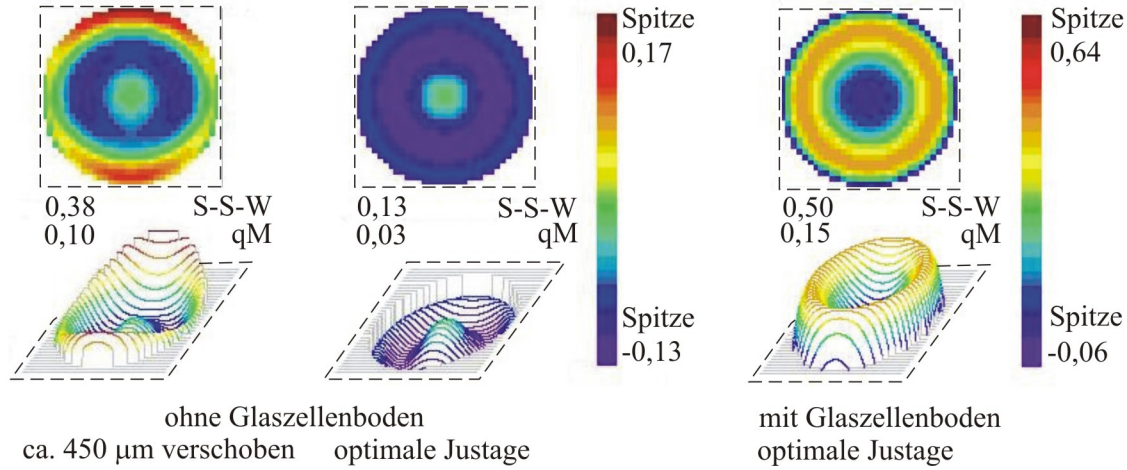 Spitze
0,17
Spitze
0,64
0,38 S-S-W
0,10 qM
0,13 S-S-W
0,03 qM
0,50 S-S-W
0,15 qM
Spitze
-0,13
Spitze
-0,06
ohne Glaszellenboden
ca. 450 µm verschoben
optimale Justage
mit Glaszellenboden
optimale Justage